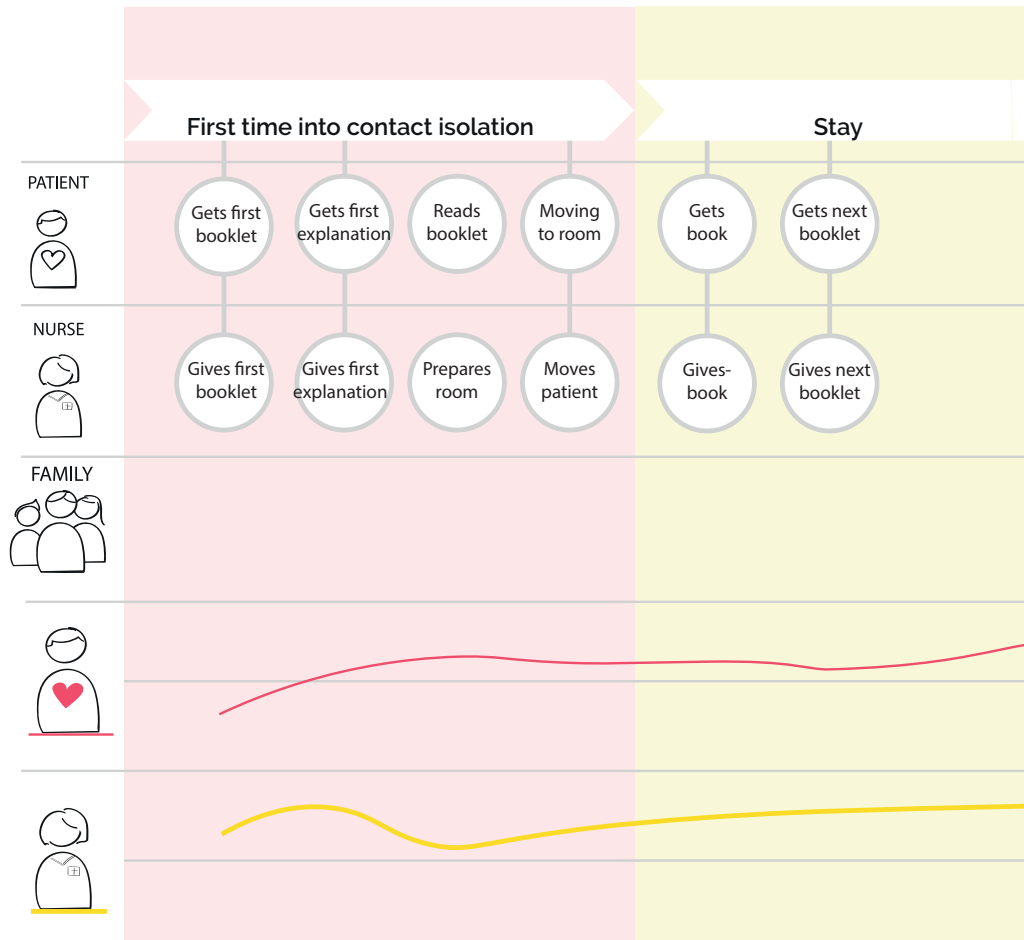 First time into contact isolation
Stay
PATIENT
Gets first
booklet
Gets first
explanation
Reads
booklet
Moving
to room
Gets
book
Gets next
booklet
NURSE
Gives first
booklet
Gives first
explanation
Prepares
room
Moves
patient
Gives-
book
Gives next
booklet
FAMILY